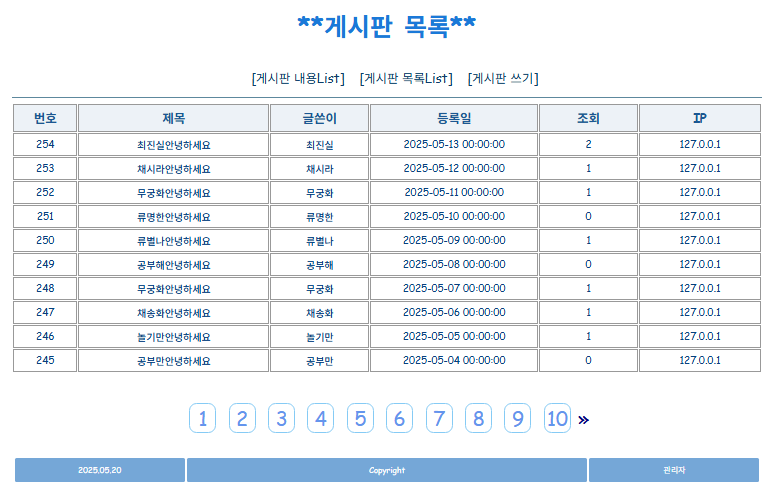 **게시판 목록**
[게시판 내용List] [게시판 목록List] [게시판 쓰기]
번호 제목 글쓴이 등록일 조회 IP
254 최진실안녕하세요 최진실 2025-05-13 00:00:00 2 127.0.0.1
253 채시라안녕하세요 채시라 2025-05-12 00:00:00 1 127.0.0.1
252 무궁화안녕하세요 무궁화 2025-05-11 00:00:00 1 127.0.0.1
251 류명한안녕하세요 류명한 2025-05-10 00:00:00 0 127.0.0.1
250 류별나안녕하세요 류별나 2025-05-09 00:00:00 1 127.0.0.1
249 공부해안녕하세요 공부해 2025-05-08 00:00:00 0 127.0.0.1
248 무궁화안녕하세요 무궁화 2025-05-07 00:00:00 1 127.0.0.1
247 채송화안녕하세요 채송화 2025-05-06 00:00:00 1 127.0.0.1
246 놀기만안녕하세요 놀기만 2025-05-05 00:00:00 1 127.0.0.1
245 공부만안녕하세요 공부만 2025-05-04 00:00:00 0 127.0.0.1
1 2 3 4 5 6 7 8 9 10 »
2025.05.20 Copyright 관리자